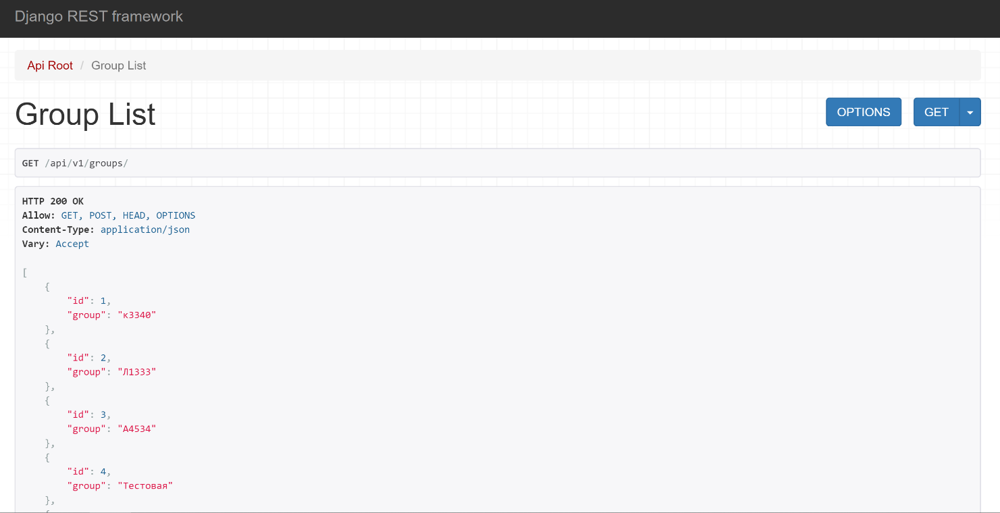 Django REST framework
Api Root / Group List
Group List
OPTIONS GET
GET /api/v1/groups/
HTTP 200 OK
Allow: GET, POST, HEAD, OPTIONS
Content-Type: application/json
Vary: Accept
[
{
"id": 1,
"group": "к3340"
},
{
"id": 2,
"group": "Л1333"
},
{
"id": 3,
"group": "А4534"
},
{
"id": 4,
"group": "Тестовая"
},
{